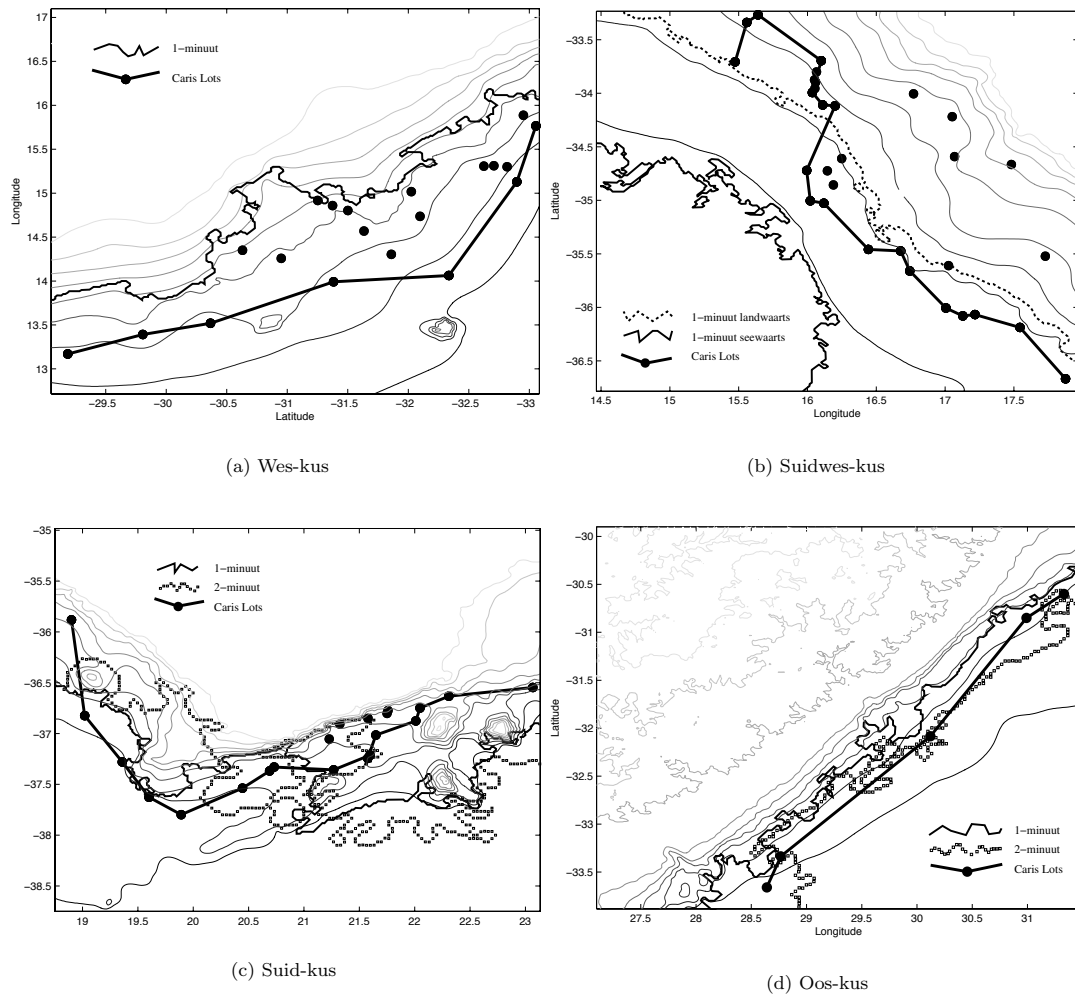 17
16.5
16
15.5
15
14.5
14
13.5
13
Longitude
1−minuut
Caris Lots
−29.5 −30 −30.5 −31 −31.5 −32 −32.5 −33
Latitude
(a) Wes-kus
−33.5
−34
−34.5
−35
−35.5
−36
−36.5
Latitude
1−minuut landwaarts
1−minuut seewaarts
Caris Lots
14.5 15 15.5 16 16.5 17 17.5
Longitude
(b) Suidwes-kus
−35
−35.5
−36
−36.5
−37
−37.5
−38
−38.5
1−minuut
2−minuut
Caris Lots
19 19.5 20 20.5 21 21.5 22 22.5 23
(c) Suid-kus
−30
−30.5
−31
−31.5
−32
−32.5
−33
−33.5
Latitude
1−minuut
2−minuut
Caris Lots
27.5 28 28.5 29 29.5 30 30.5 31
Longitude
(d) Oos-kus